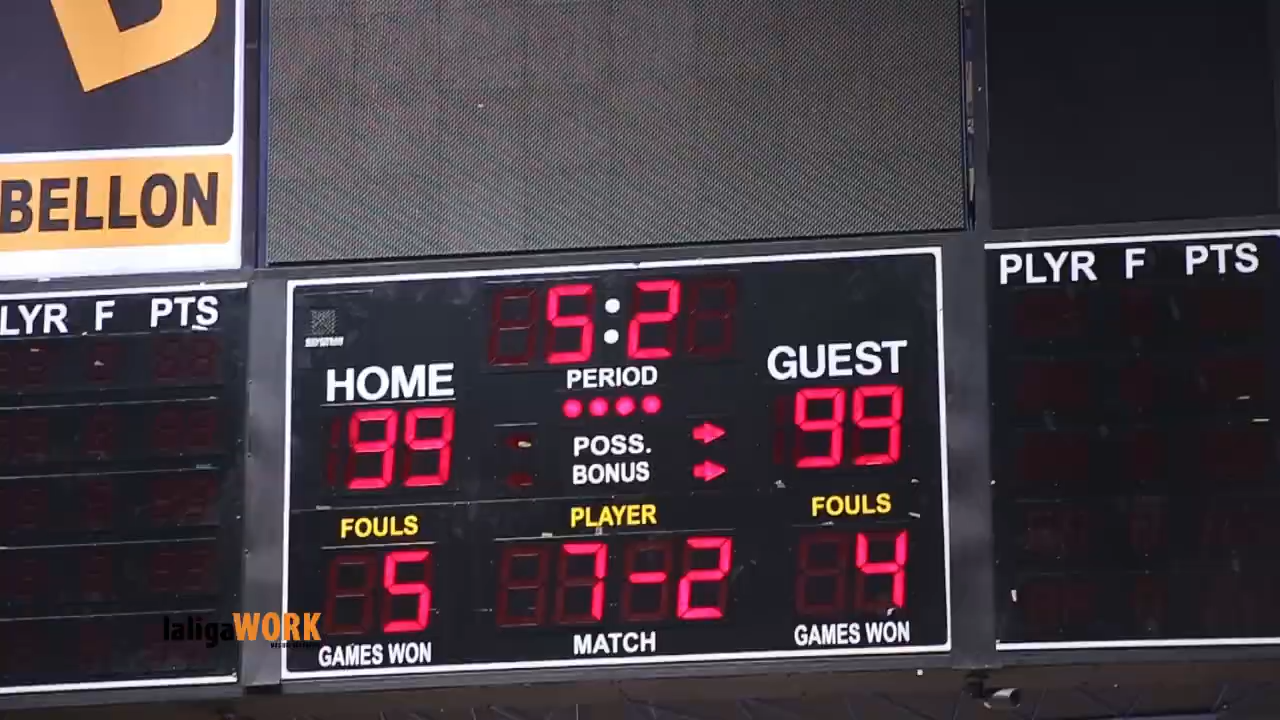 BELLON
LYR F PTS
PLYR F PTS
5:2
HOME
PERIOD
GUEST
99
99
POSS.
BONUS
FOULS
PLAYER
FOULS
5
7-2
4
GAMES WON
MATCH
GAMES WON
laligaWORK